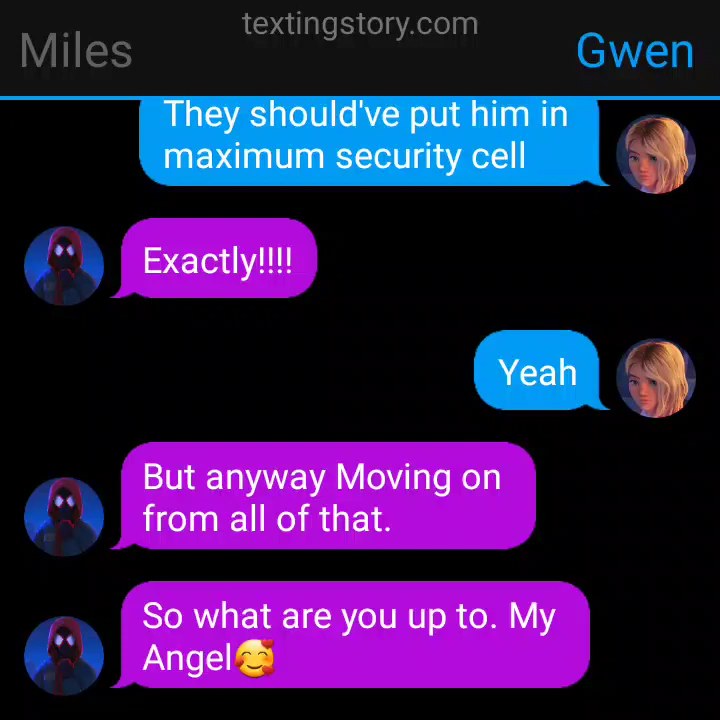 textingstory.com
Miles
Gwen
They should've put him in
maximum security cell
Exactly!!!!
Yeah
But anyway Moving on
from all of that.
So what are you up to. My
Angel🥰